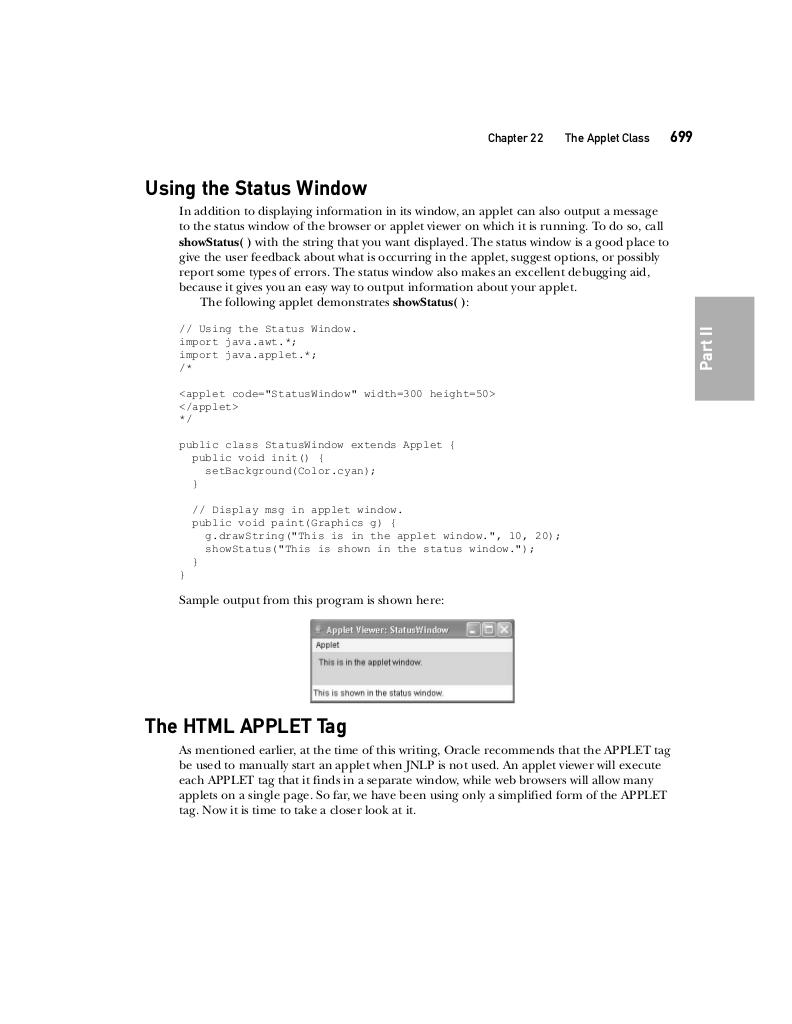 Chapter 22 The Applet Class 699
Using the Status Window
In addition to displaying information in its window, an applet can also output a message
to the status window of the browser or applet viewer on which it is running. To do so, call
showStatus( ) with the string that you want displayed. The status window is a good place to
give the user feedback about what is occurring in the applet, suggest options, or possibly
report some types of errors. The status window also makes an excellent debugging aid,
because it gives you an easy way to output information about your applet.
The following applet demonstrates showStatus( ):
// Using the Status Window.
import java.awt.*;
import java.applet.*;
/*
<applet code="StatusWindow" width=300 height=50>
</applet>
*/
public class StatusWindow extends Applet {
public void init() {
setBackground(Color.cyan);
}
// Display msg in applet window.
public void paint(Graphics g) {
g.drawString("This is in the applet window.", 10, 20);
showStatus("This is shown in the status window.");
}
}
Sample output from this program is shown here:
Applet Viewer: StatusWindow
Applet
This is in the applet window.
This is shown in the status window.
The HTML APPLET Tag
As mentioned earlier, at the time of this writing, Oracle recommends that the APPLET tag
be used to manually start an applet when JNLP is not used. An applet viewer will execute
each APPLET tag that it finds in a separate window, while web browsers will allow many
applets on a single page. So far, we have been using only a simplified form of the APPLET
tag. Now it is time to take a closer look at it.
Part II